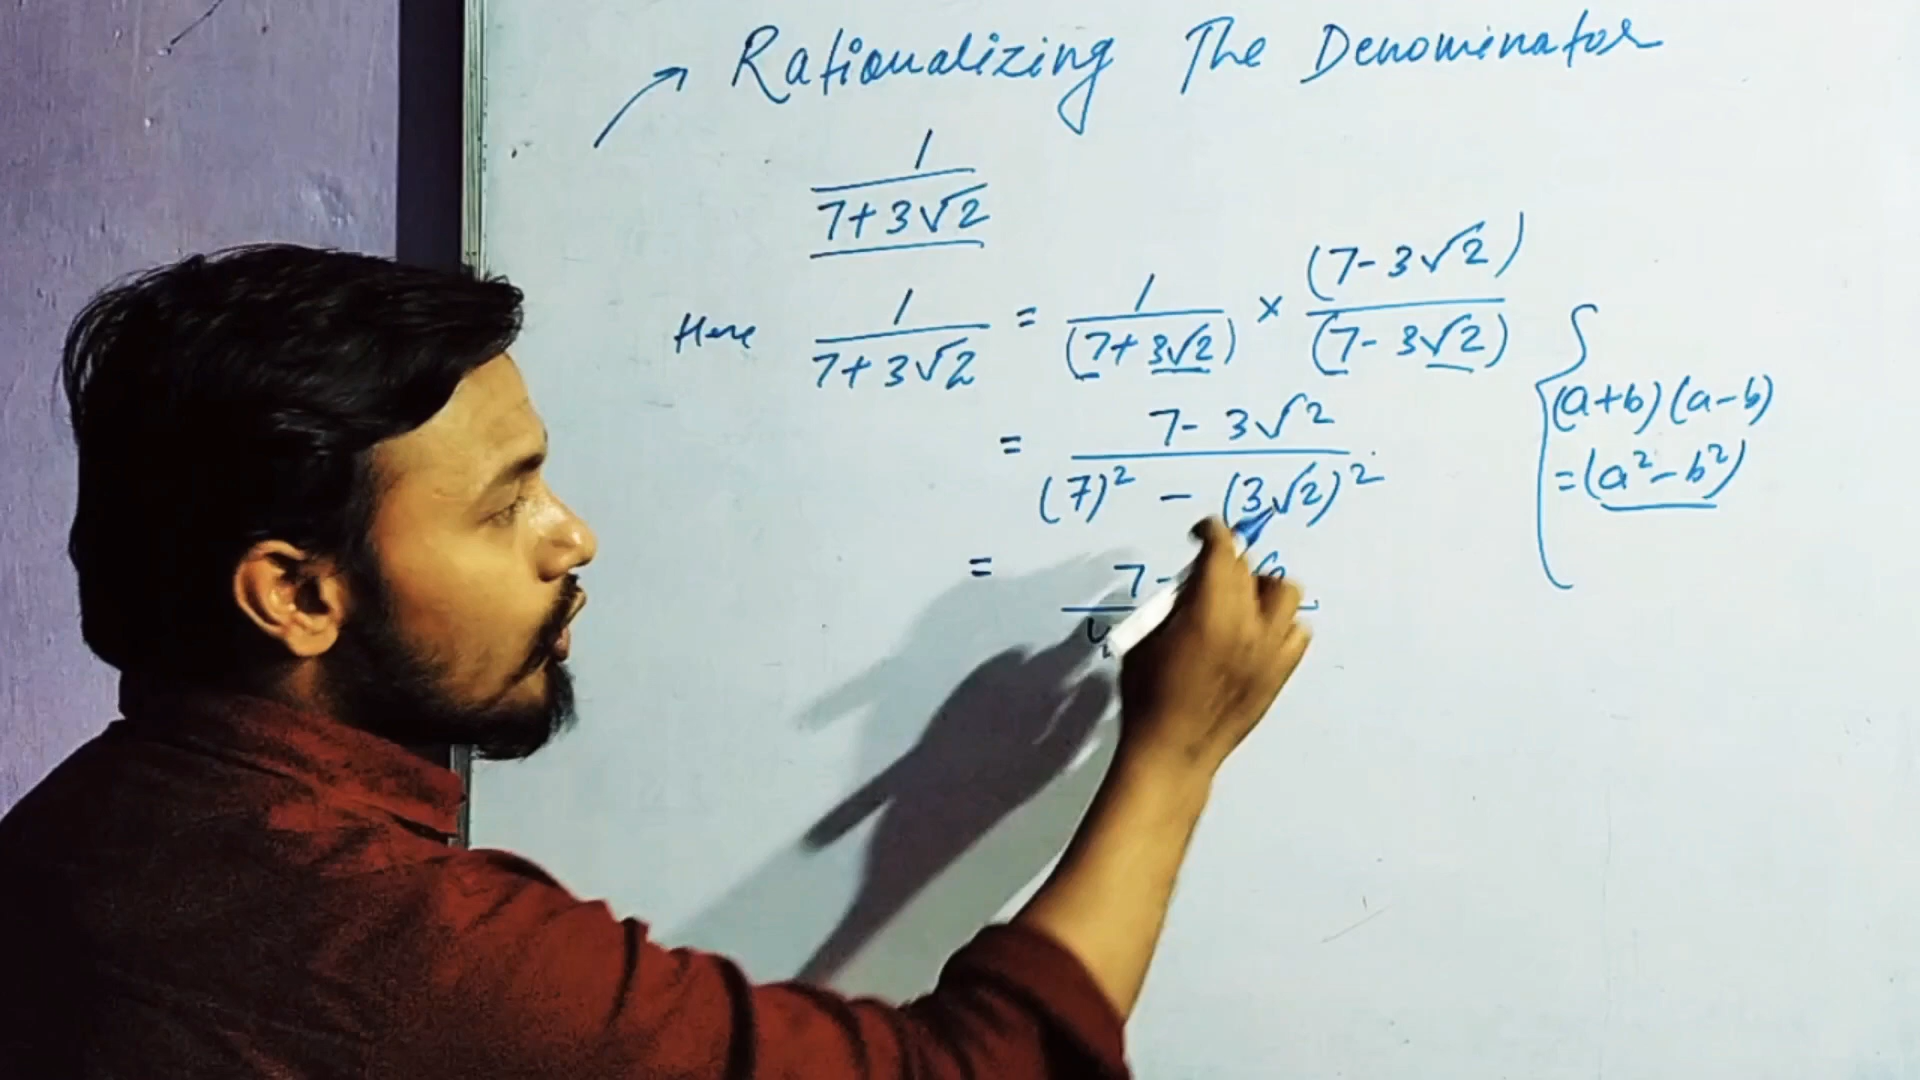 Rationalizing The Denominator
1
7+3√2
Here 1/7+3√2 = 1/(7+3√2) × (7-3√2)/(7-3√2)
(a+b)(a-b)
= 7-3√2
=(a²-b²)
(7)² - (3√2)²
= 7-